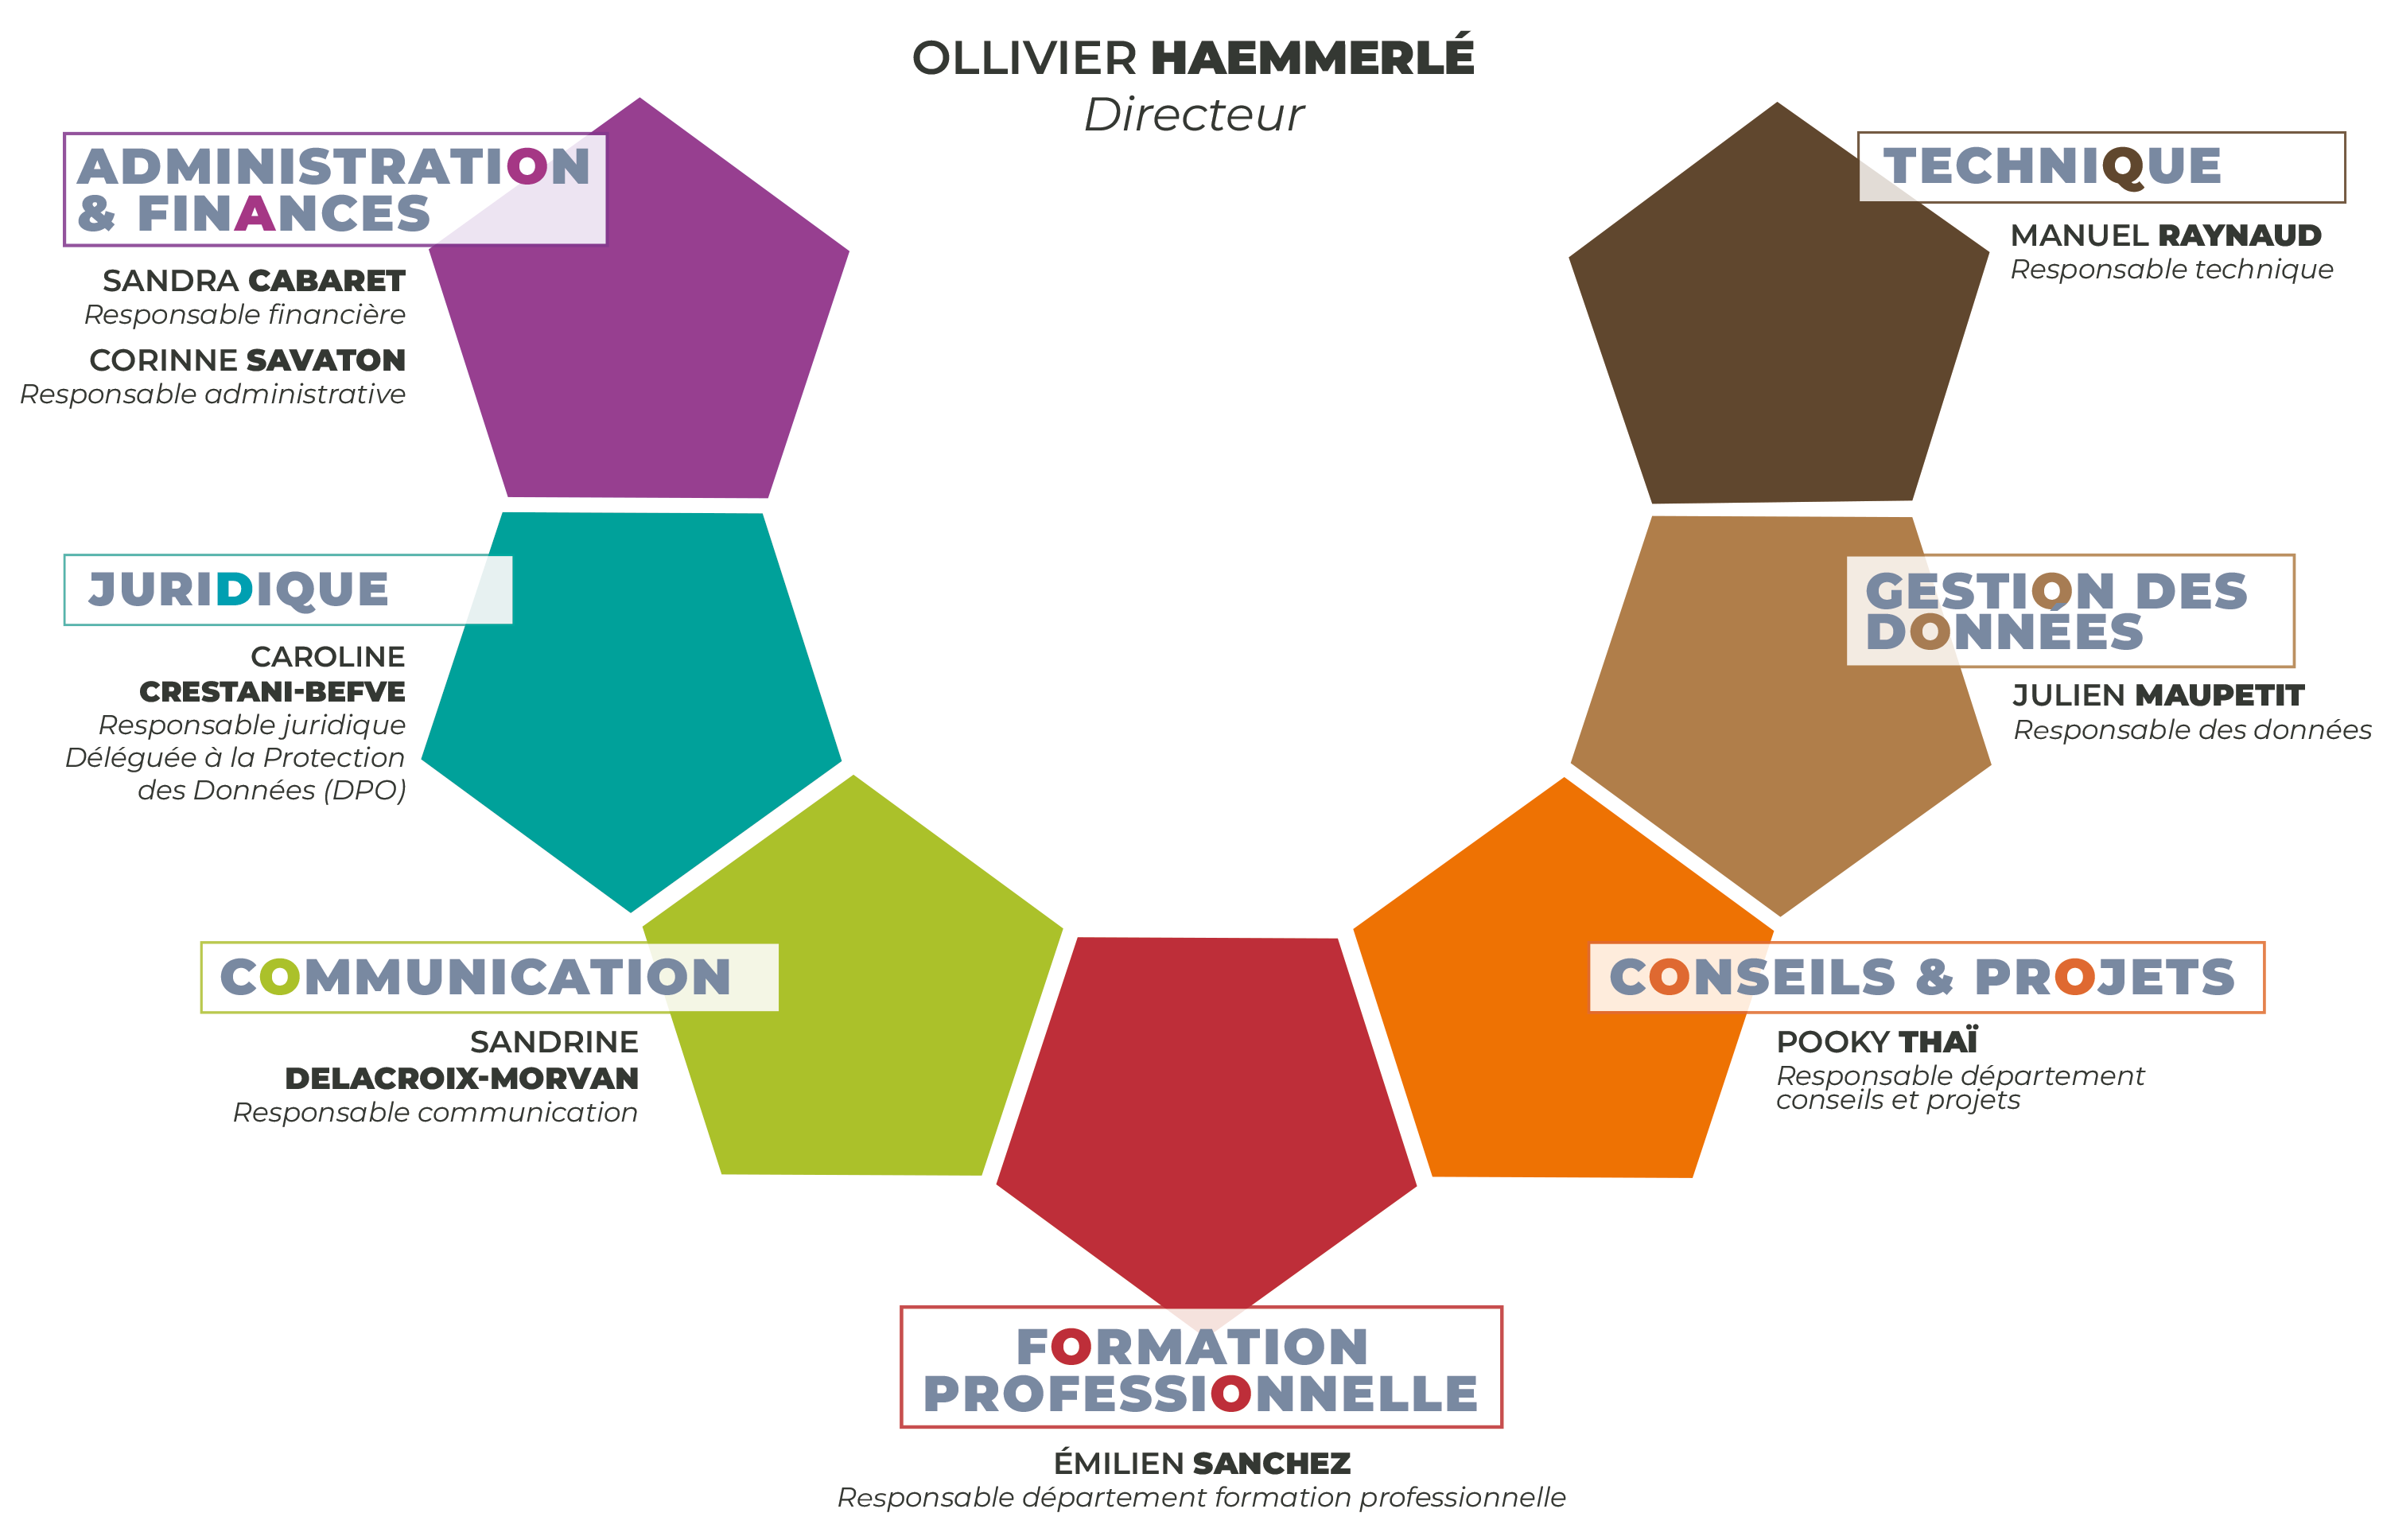 OLLIVIER HAEMMERLÉ
Directeur
ADMINISTRATION
& FINANCES
SANDRA CABARET
Responsable financière
CORINNE SAVATON
Responsable administrative
JURIDIQUE
CAROLINE
CRESTANI-BEFVE
Responsable juridique
Déléguée à la Protection
des Données (DPO)
COMMUNICATION
SANDRINE
DELACROIX-MORVAN
Responsable communication
FORMATION
PROFESSIONNELLE
ÉMILIEN SANCHEZ
Responsable département formation professionnelle
CONSEILS & PROJETS
POOKY THAÏ
Responsable département
conseils et projets
GESTION DES
DONNÉES
JULIEN MAUPETIT
Responsable des données
TECHNIQUE
MANUEL RAYNAUD
Responsable technique